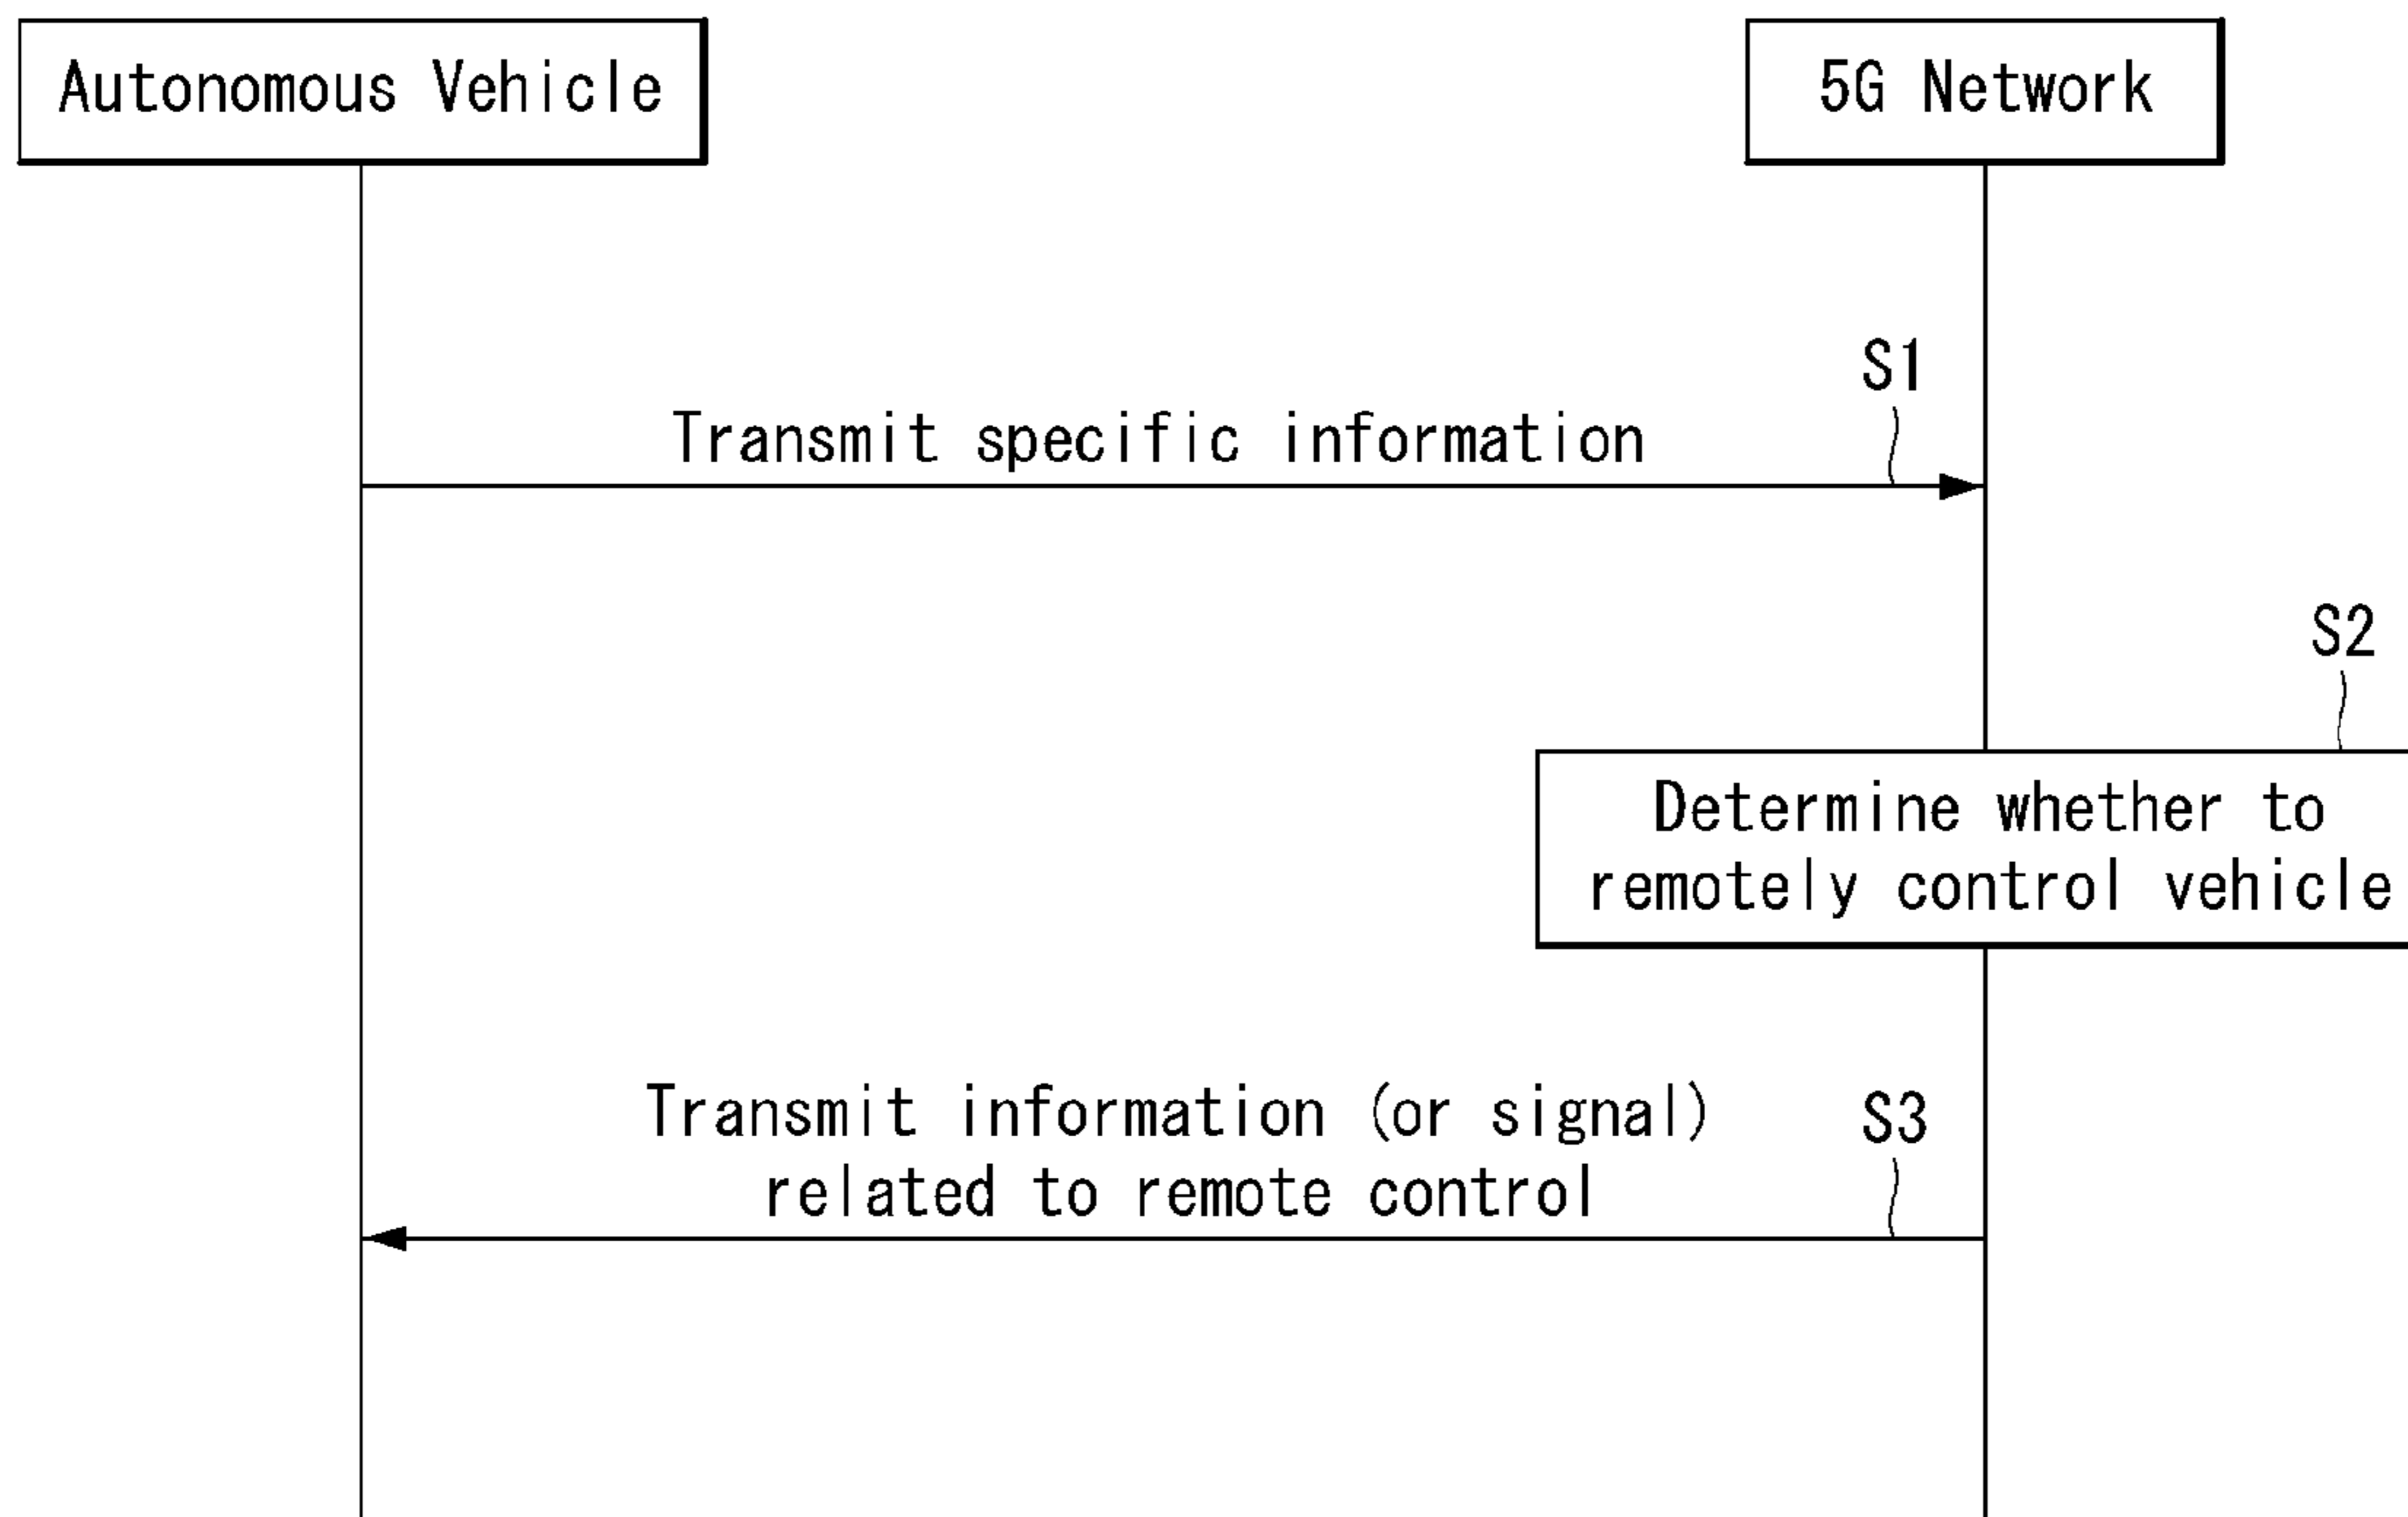 Autonomous Vehicle
5G Network
S1
Transmit specific information
S2
Determine whether to
remotely control vehicle
Transmit information (or signal)
S3
related to remote control